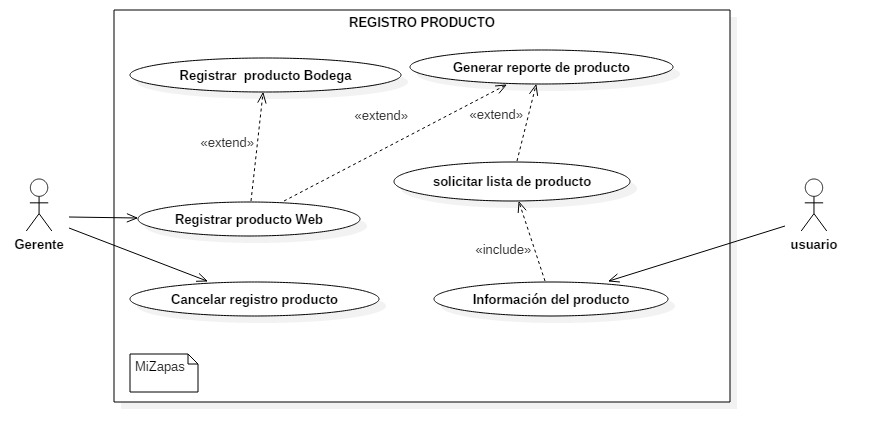 REGISTRO PRODUCTO
Registrar producto Bodega
Generar reporte de producto
«extend»
«extend»
«extend»
solicitar lista de producto
Registrar producto Web
Gerente
usuario
«include»
Cancelar registro producto
Información del producto
MiZapas